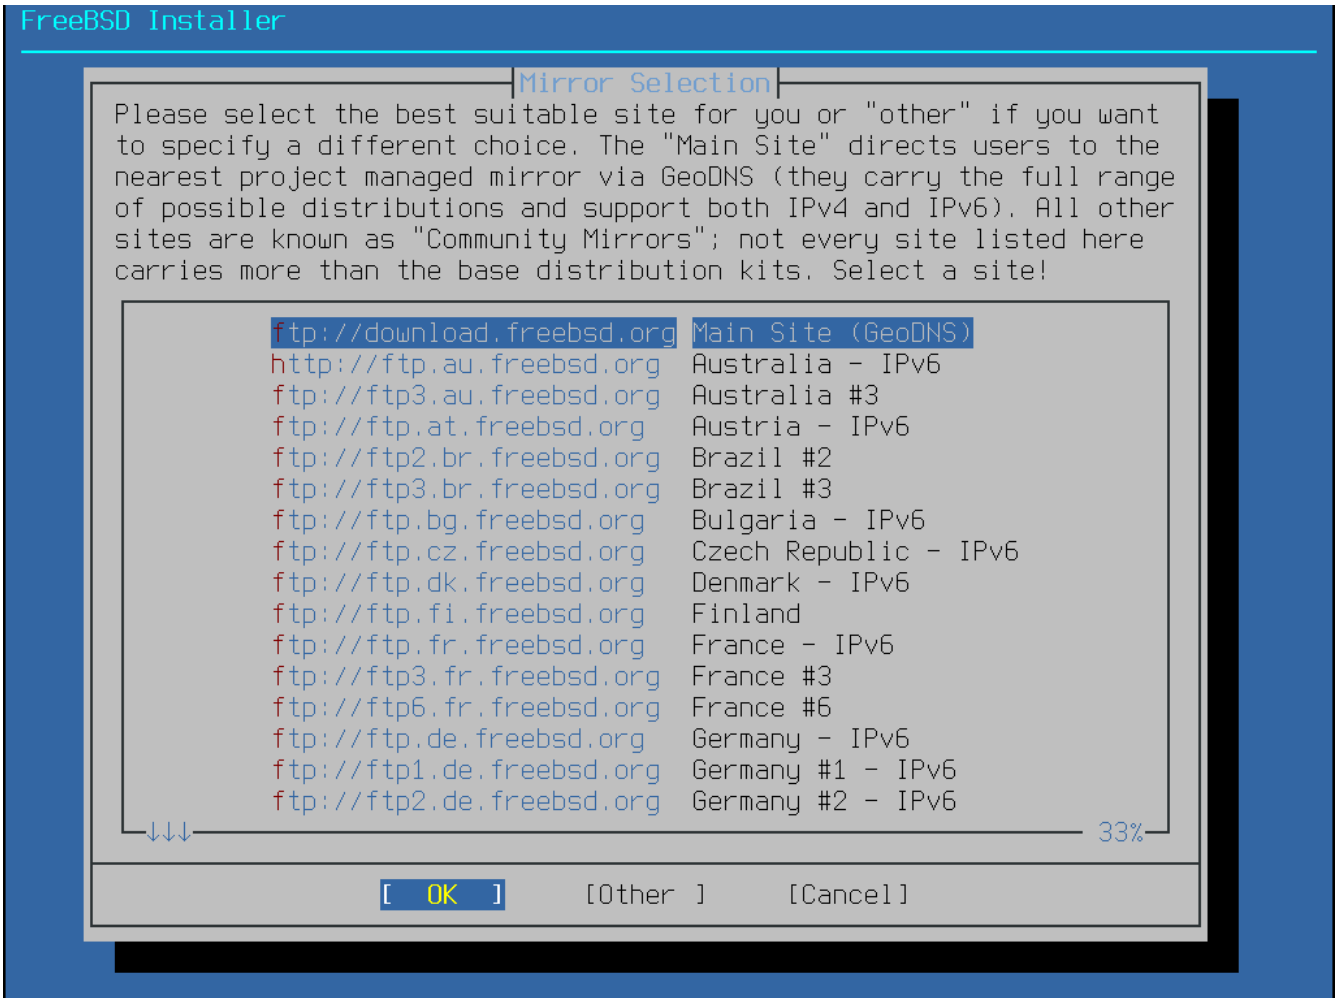 FreeBSD Installer
Mirror Selection
Please select the best suitable site for you or "other" if you want
to specify a different choice. The "Main Site" directs users to the
nearest project managed mirror via GeoDNS (they carry the full range
of possible distributions and support both IPv4 and IPv6). All other
sites are known as "Community Mirrors"; not every site listed here
carries more than the base distribution kits. Select a site!
ftp://download.freebsd.org Main Site (GeoDNS)
http://ftp.au.freebsd.org Australia - IPv6
ftp://ftp3.au.freebsd.org Australia #3
ftp://ftp.at.freebsd.org Austria - IPv6
ftp://ftp2.br.freebsd.org Brazil #2
ftp://ftp3.br.freebsd.org Brazil #3
ftp://ftp.bg.freebsd.org Bulgaria - IPv6
ftp://ftp.cz.freebsd.org Czech Republic - IPv6
ftp://ftp.dk.freebsd.org Denmark - IPv6
ftp://ftp.fi.freebsd.org Finland
ftp://ftp.fr.freebsd.org France - IPv6
ftp://ftp3.fr.freebsd.org France #3
ftp://ftp6.fr.freebsd.org France #6
ftp://ftp.de.freebsd.org Germany - IPv6
ftp://ftp1.de.freebsd.org Germany #1 - IPv6
ftp://ftp2.de.freebsd.org Germany #2 - IPv6
↓↓↓ 33%
[ OK ] [Other ] [Cancel]